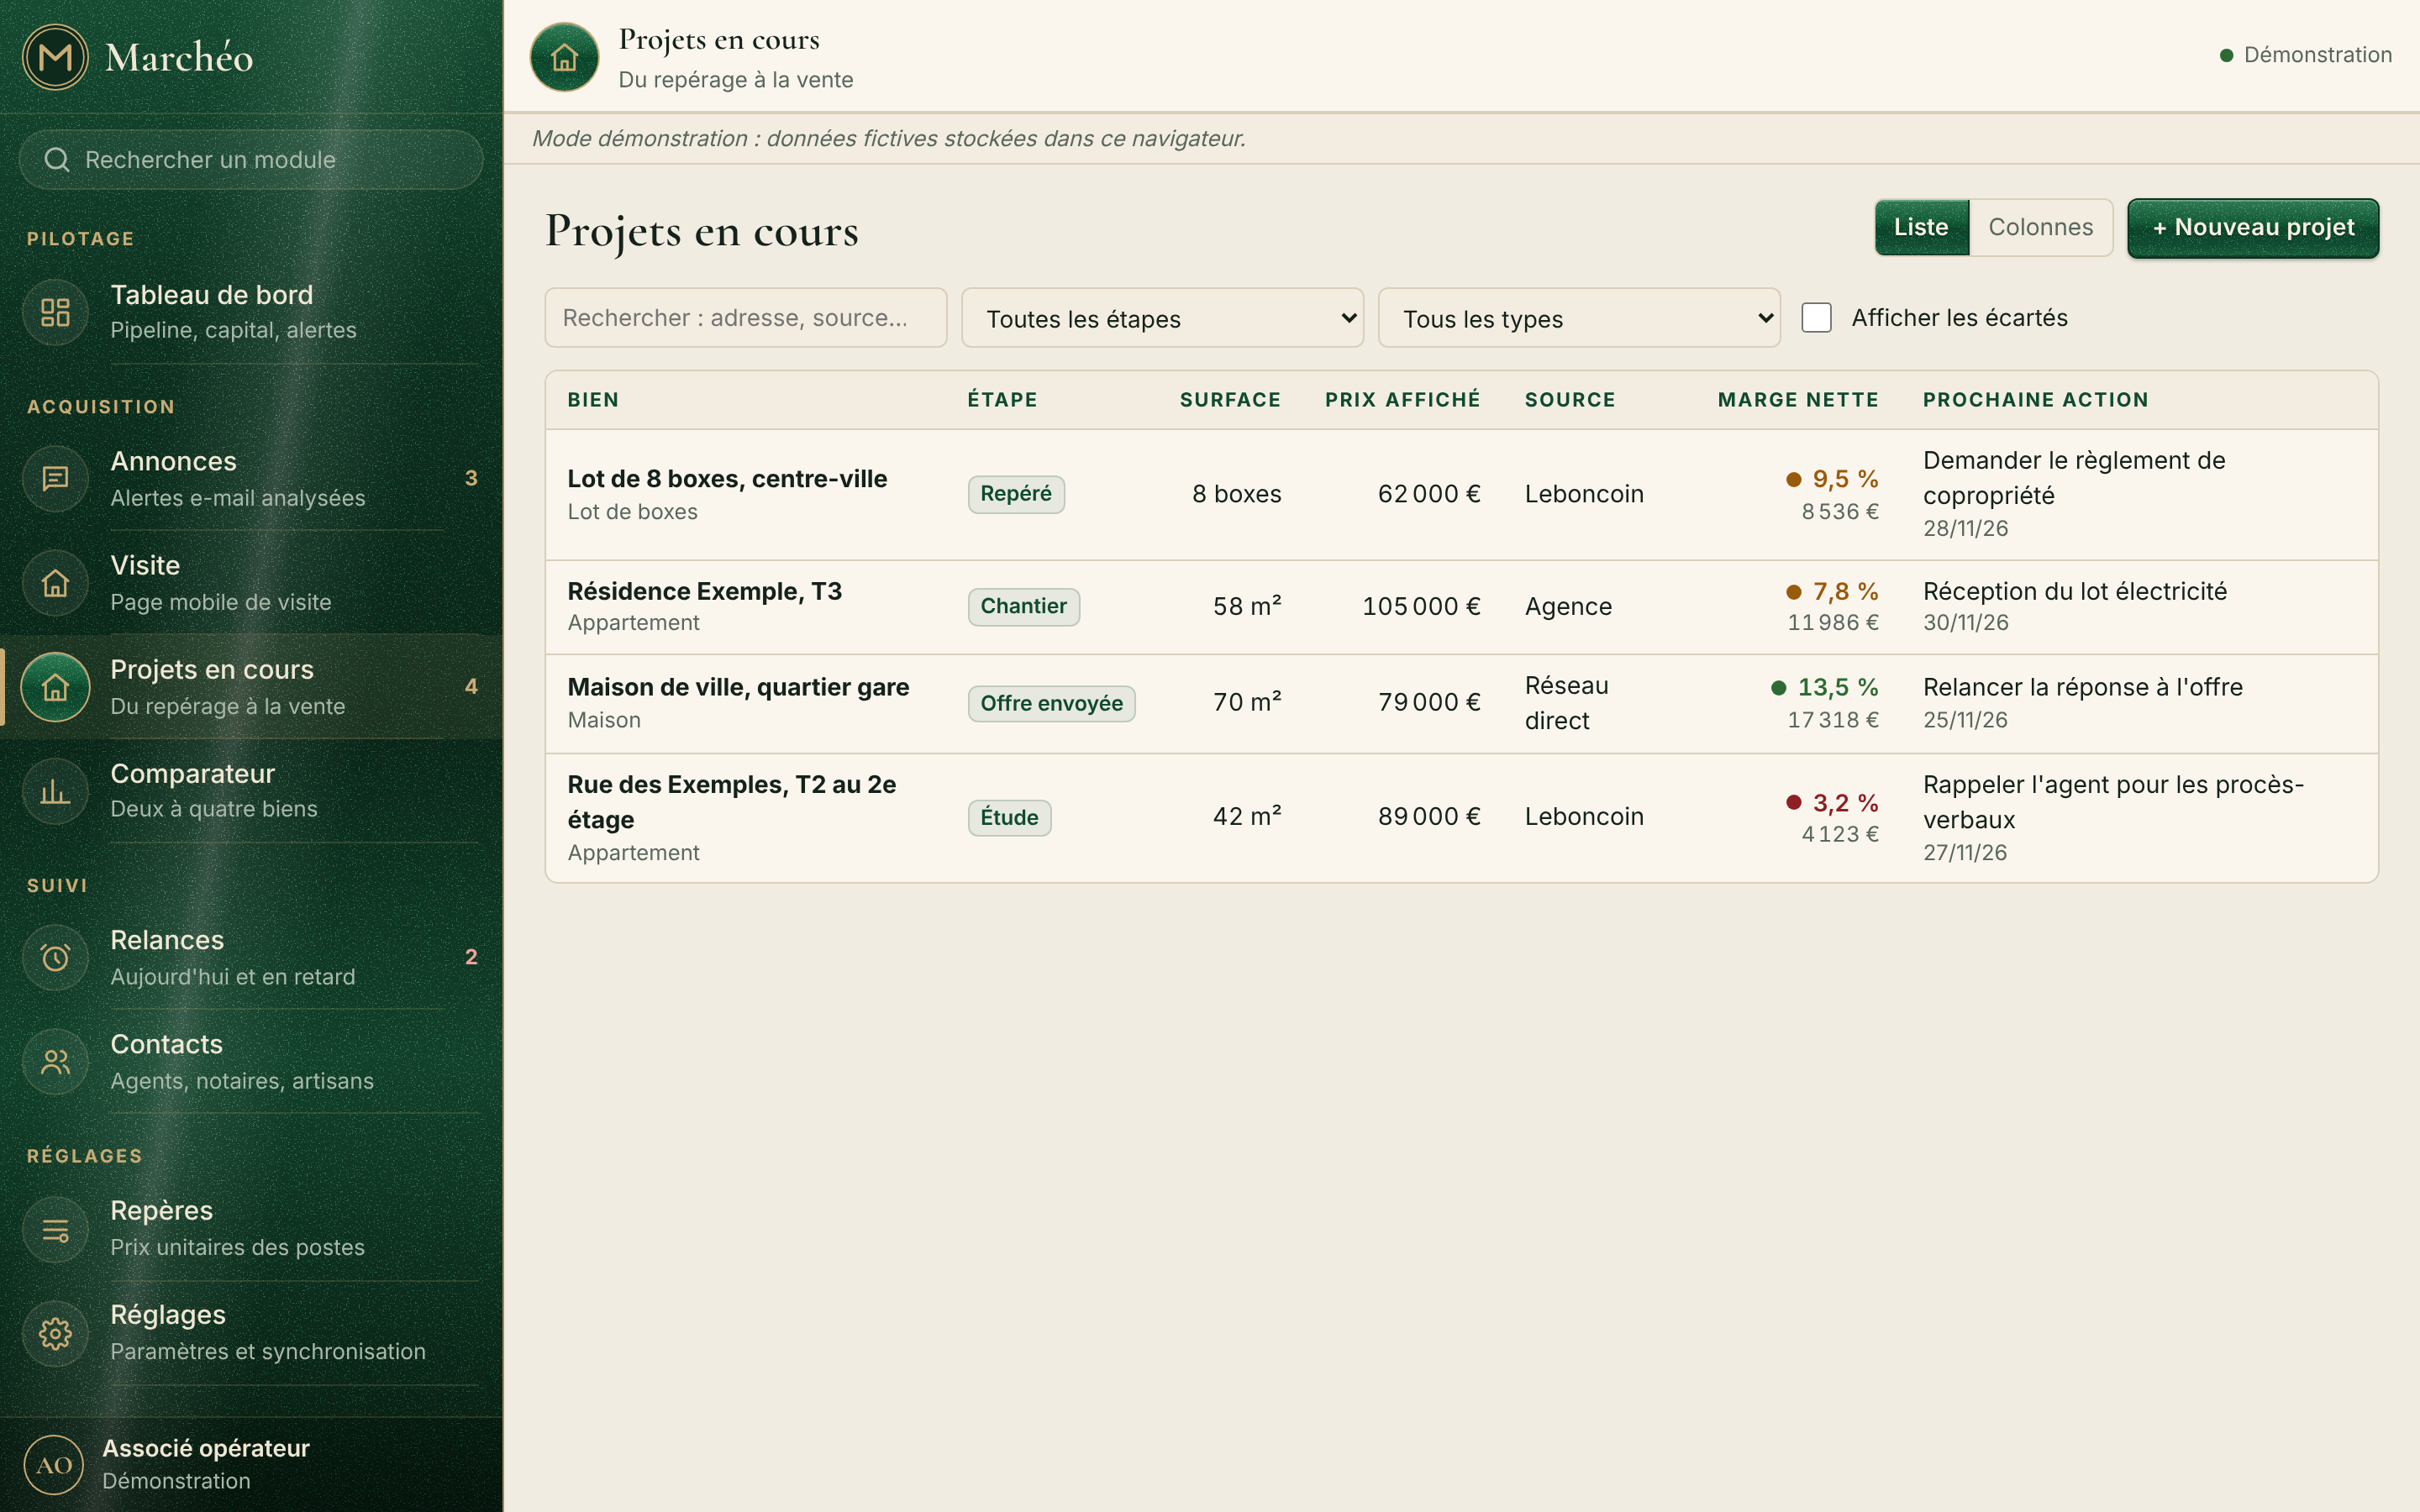 Marchéo
Rechercher un module
PILOTAGE
Tableau de bord
Pipeline, capital, alertes
ACQUISITION
Annonces
3
Alertes e-mail analysées
Visite
Page mobile de visite
Projets en cours
4
Du repérage à la vente
Comparateur
Deux à quatre biens
SUIVI
Relances
2
Aujourd'hui et en retard
Contacts
Agents, notaires, artisans
RÉGLAGES
Repères
Prix unitaires des postes
Réglages
Paramètres et synchronisation
AO
Associé opérateur
Démonstration
Projets en cours
Du repérage à la vente
Démonstration
Mode démonstration : données fictives stockées dans ce navigateur.
Projets en cours
Liste Colonnes + Nouveau projet
Rechercher : adresse, source... Toutes les étapes Tous les types Afficher les écartés
BIEN ÉTAPE SURFACE PRIX AFFICHÉ SOURCE MARGE NETTE PROCHAINE ACTION
Lot de 8 boxes, centre-ville
Lot de boxes
Repéré
8 boxes
62 000 €
Leboncoin
9,5 %
8 536 €
Demander le règlement de
copropriété
28/11/26
Résidence Exemple, T3
Appartement
Chantier
58 m²
105 000 €
Agence
7,8 %
11 986 €
Réception du lot électricité
30/11/26
Maison de ville, quartier gare
Maison
Offre envoyée
70 m²
79 000 €
Réseau
direct
13,5 %
17 318 €
Relancer la réponse à l'offre
25/11/26
Rue des Exemples, T2 au 2e
étage
Appartement
Étude
42 m²
89 000 €
Leboncoin
3,2 %
4 123 €
Rappeler l'agent pour les procès-
verbaux
27/11/26